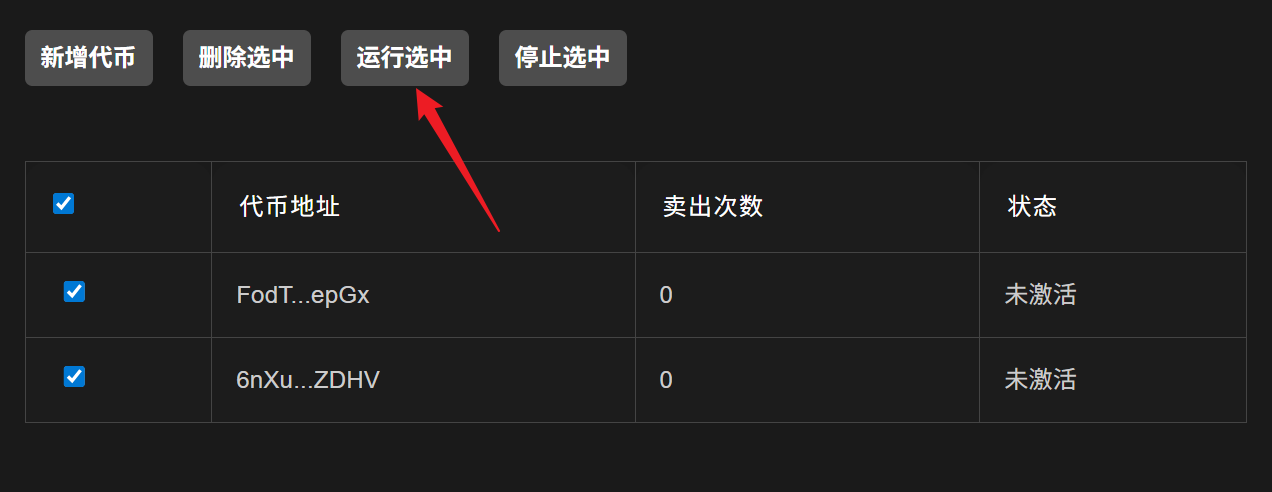 新增代币 删除选中 运行选中 停止选中
代币地址 卖出次数 状态
FodT...epGx 0 未激活
6nXu...ZDHV 0 未激活